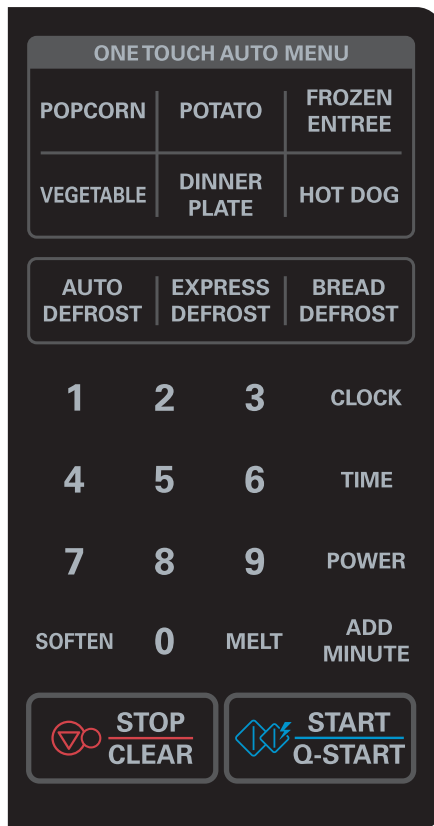 ONE TOUCH AUTO MENU
POPCORN
POTATO
FROZEN
ENTREE
VEGETABLE
DINNER
PLATE
HOT DOG
AUTO
DEFROST
EXPRESS
DEFROST
BREAD
DEFROST
1 2 3 CLOCK
4 5 6 TIME
7 8 9 POWER
SOFTEN 0 MELT ADD
MINUTE
STOP
CLEAR
START
Q-START